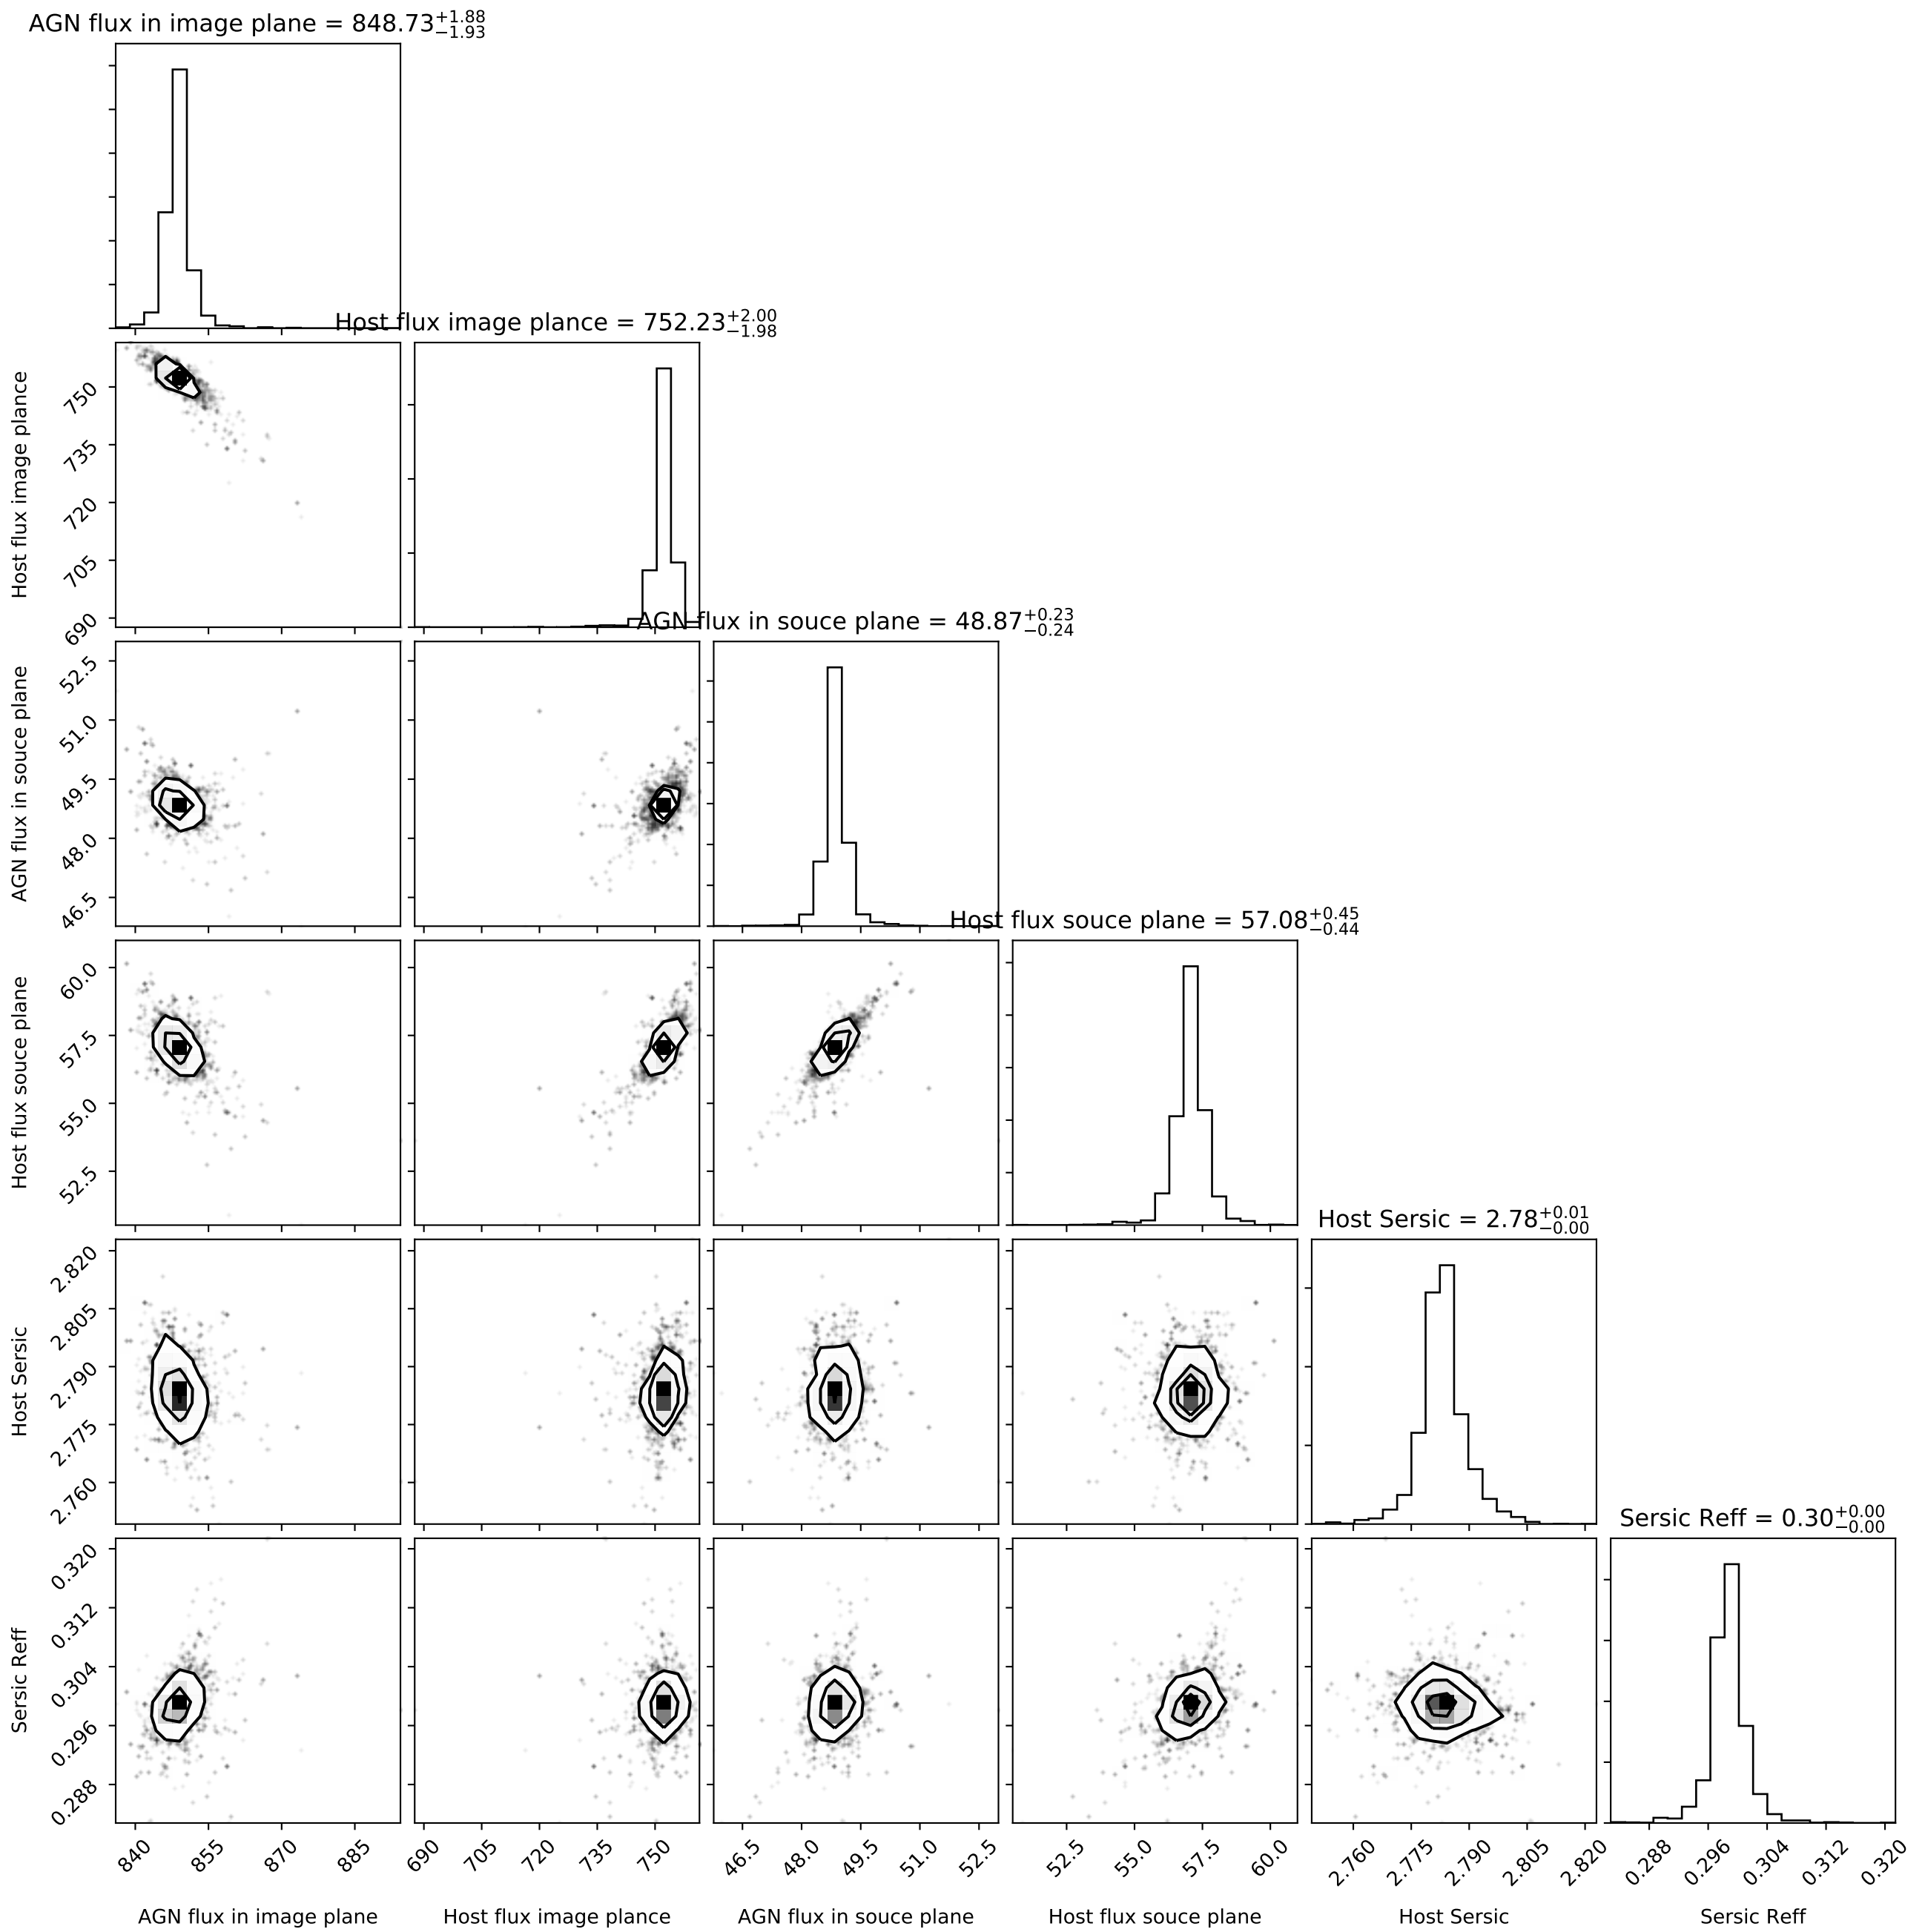 AGN flux in image plane = 848.73+1.88−1.93
Host flux image plance = 752.23+2.00−1.98
Host flux image plance
750
735
720
705
690
AGN flux in souce plane = 48.87+0.23−0.24
AGN flux in souce plane
52.5
51.0
49.5
48.0
46.5
Host flux souce plane = 57.08+0.45−0.44
Host flux souce plane
60.0
57.5
55.0
52.5
Host Sersic = 2.78+0.01−0.00
Host Sersic
2.820
2.805
2.790
2.775
2.760
Sersic Reff = 0.30+0.00−0.00
Sersic Reff
0.320
0.312
0.304
0.296
0.288
840 855 870 885
690 705 720 735 750
46.5 48.0 49.5 51.0 52.5
52.5 55.0 57.5 60.0
2.760 2.775 2.790 2.805 2.820
0.288 0.296 0.304 0.312 0.320
AGN flux in image plane
Host flux image plance
AGN flux in souce plane
Host flux souce plane
Host Sersic
Sersic Reff